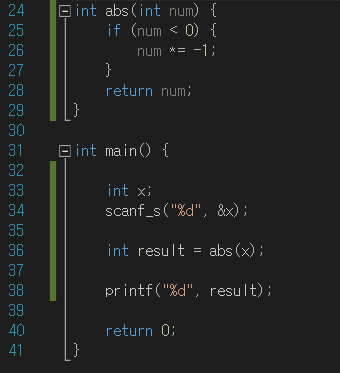 24 int abs(int num) {
25     if (num < 0) {
26         num *= -1;
27     }
28     return num;
29 }
30
31 int main() {
32
33     int x;
34     scanf_s("%d", &x);
35
36     int result = abs(x);
37
38     printf("%d", result);
39
40     return 0;
41 }